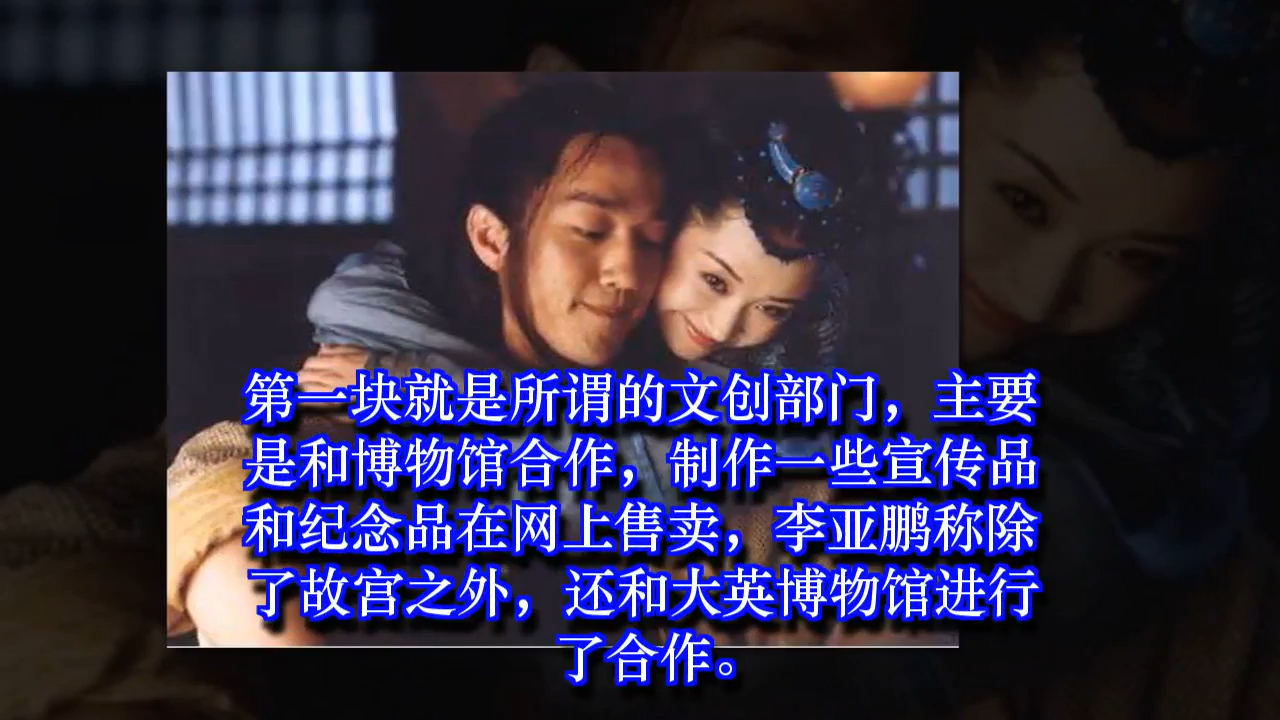 第一块就是所谓的文创部门，主要
是和博物馆合作，制作一些宣传品
和纪念品在网上售卖，李亚鹏称除
了故宫之外，还和大英博物馆进行
了合作。